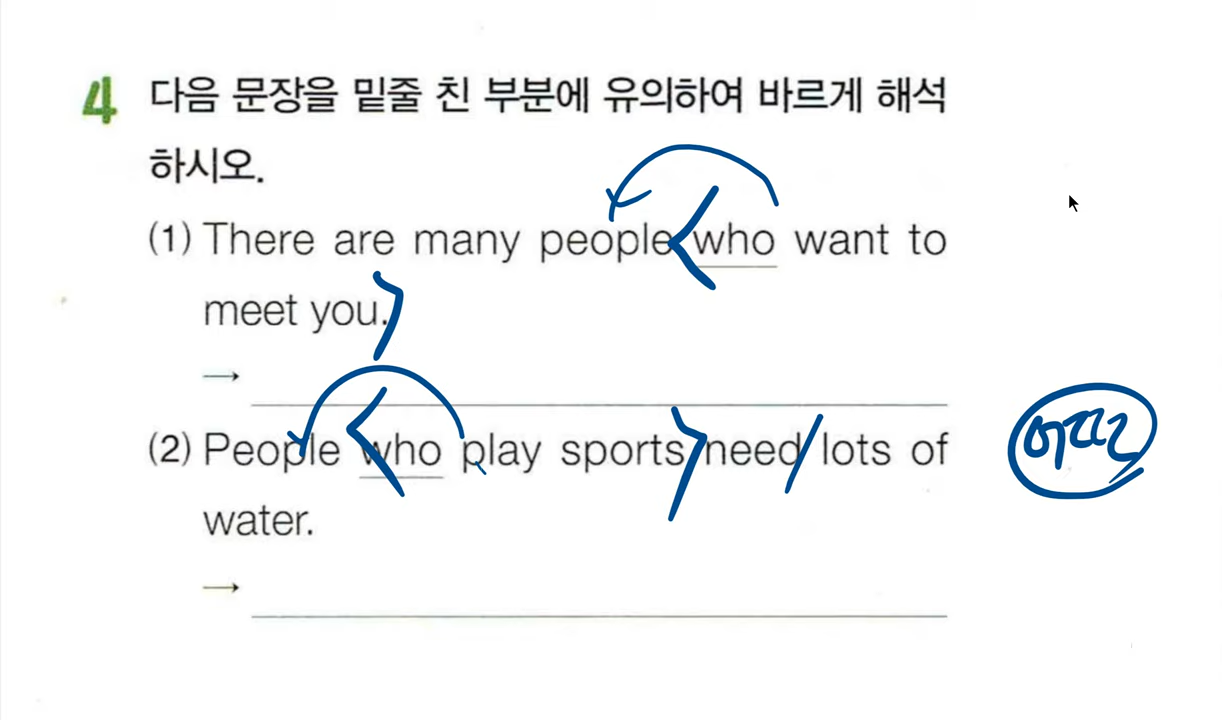 4 다음 문장을 밑줄 친 부분에 유의하여 바르게 해석
하시오.
(1) There are many people who want to
meet you.
→
(2) People who play sports need lots of
water.
→